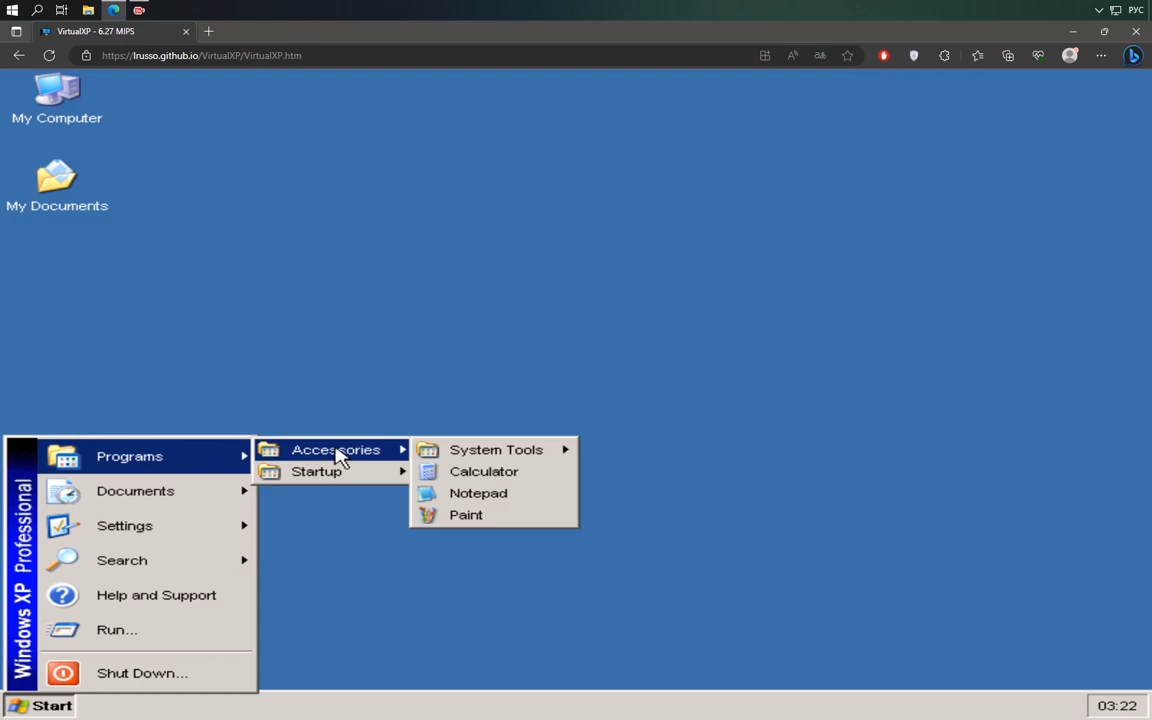 РУС
VirtualXP - 6.27 MIPS
https://lrusso.github.io/VirtualXP/VirtualXP.htm
My Computer
My Documents
Windows XP Professional
Programs
Documents
Settings
Search
Help and Support
Run...
Shut Down...
Accessories
Startup
System Tools
Calculator
Notepad
Paint
Start
03:22